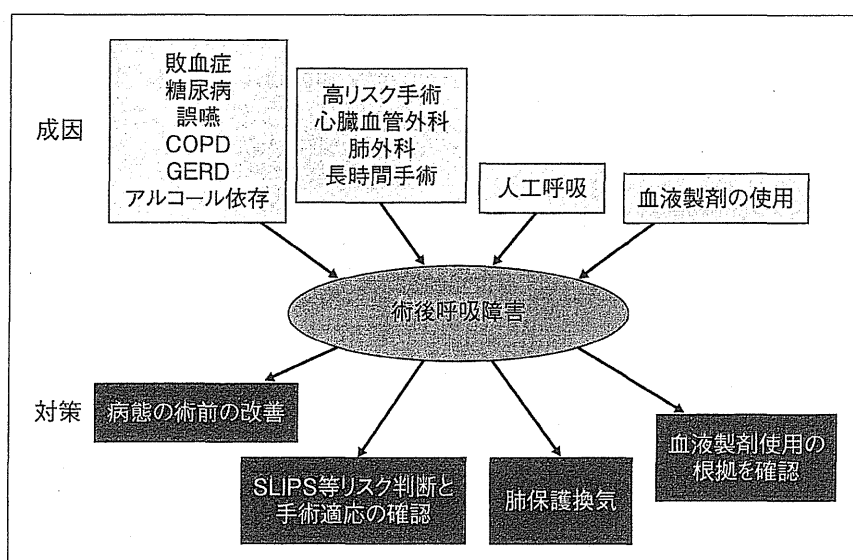 成因
敗血症
糖尿病
誤嚥
COPD
GERD
アルコール依存
高リスク手術
心臓血管外科
肺外科
長時間手術
人工呼吸
血液製剤の使用
術後呼吸障害
対策
病態の術前の改善
SLIPS等リスク判断と
手術適応の確認
肺保護換気
血液製剤使用の
根拠を確認